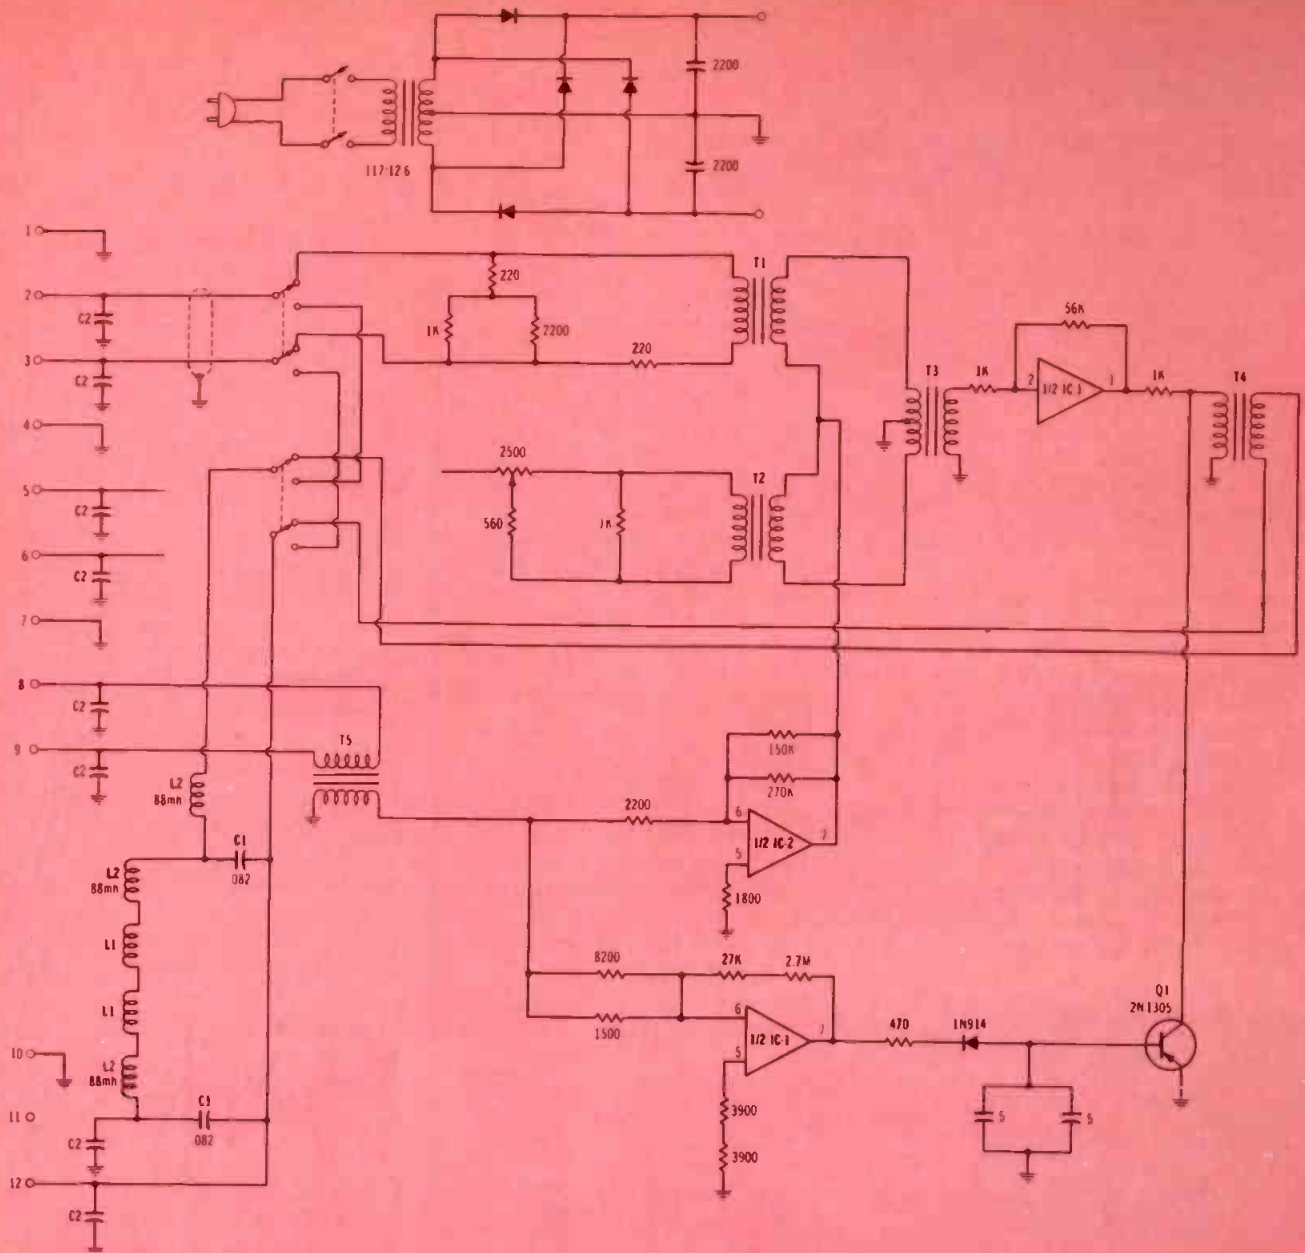 2200
2200
117:12 6
1
2
C2
3
C2
4
5
C2
6
C2
7
8
C2
9
C2
220
1K
2200
220
T1
2500
560
1K
T2
T3
1K
56K
2
1/2 IC-1
1
1K
T4
T5
L2
88mh
C1
082
L2
88mh
L1
L1
L2
88mh
10
11
C1
082
C2
12
C2
150K
270K
2200
6
1/2 IC-2
7
5
1800
8200
27K
2.7M
1500
6
1/2 IC-1
7
5
3900
3900
470
1N914
Q1
2N1305
5
5